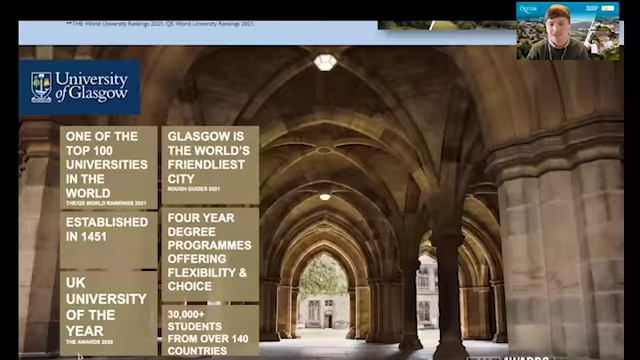 **THE World University Rankings 2021; QS World University Rankings 2021
EXETER
University
of Glasgow
ONE OF THE
TOP 100
UNIVERSITIES
IN THE
WORLD
THE/QS WORLD RANKINGS 2021
ESTABLISHED
IN 1451
UK
UNIVERSITY
OF THE
YEAR
THE AWARDS 2020
GLASGOW IS
THE WORLD'S
FRIENDLIEST
CITY
ROUGH GUIDES 2021
FOUR YEAR
DEGREE
PROGRAMMES
OFFERING
FLEXIBILITY &
CHOICE
30,000+
STUDENTS
FROM OVER 140
COUNTRIES
AWARDS